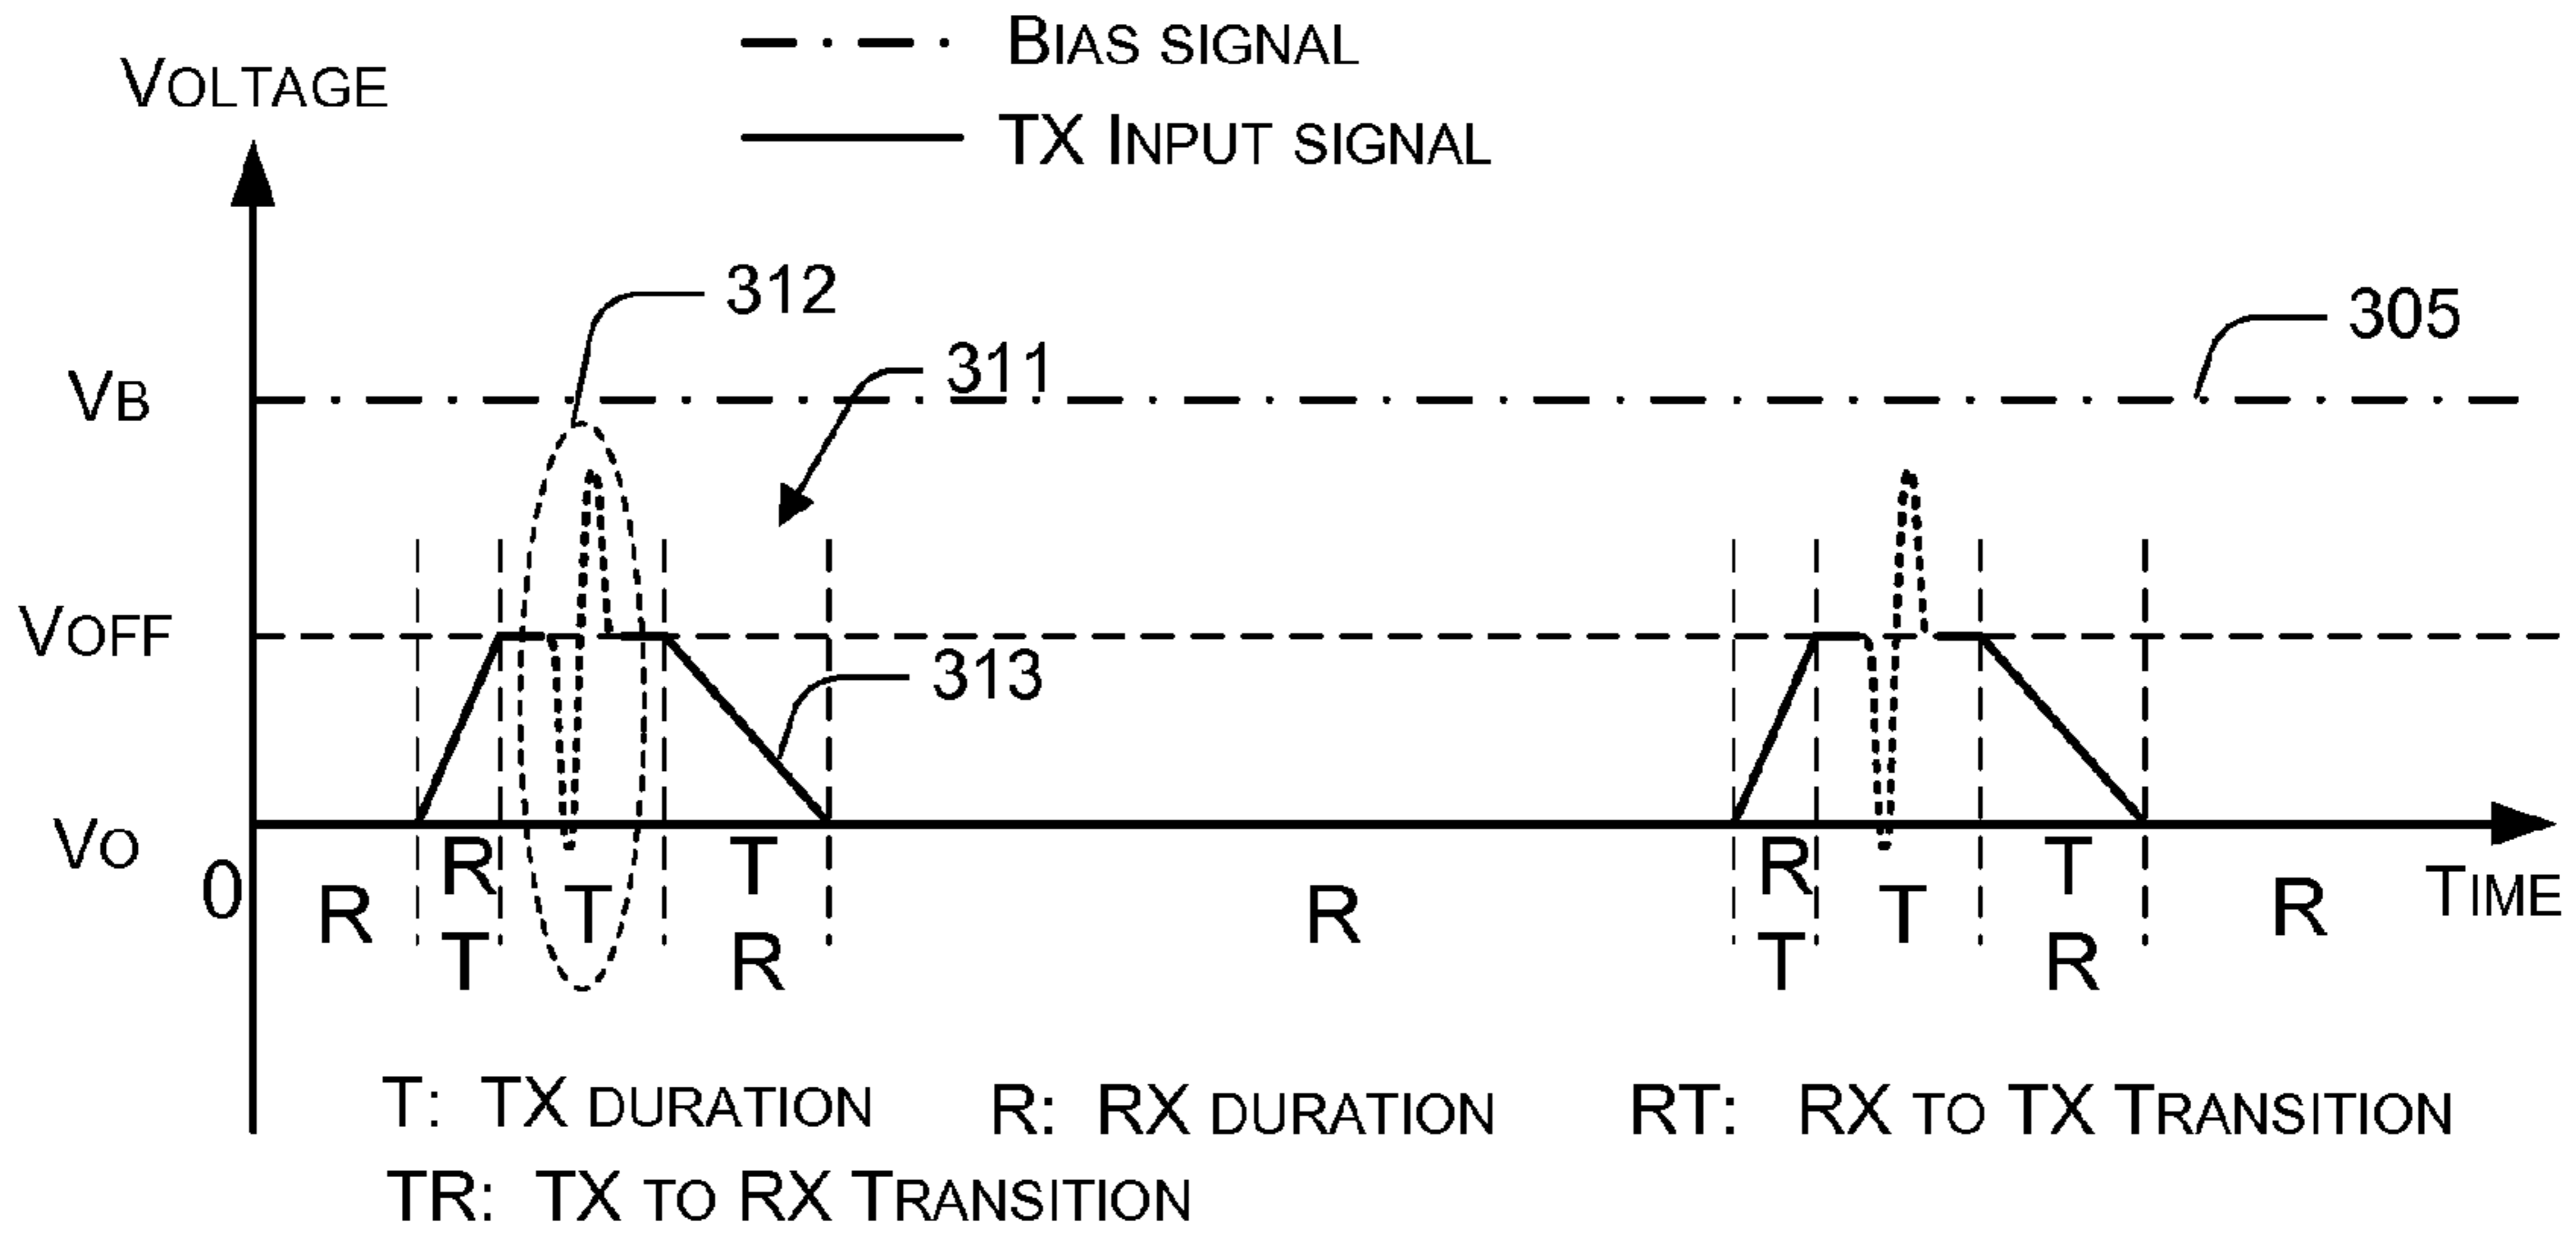 BIAS SIGNAL
VOLTAGE
TX INPUT SIGNAL
312
305
311
VB
VOFF
313
VO
0
R
R
T
T
T
R
R
R
T
T
T
R
R
TIME
T: TX DURATION R: RX DURATION RT: RX TO TX TRANSITION
TR: TX TO RX TRANSITION